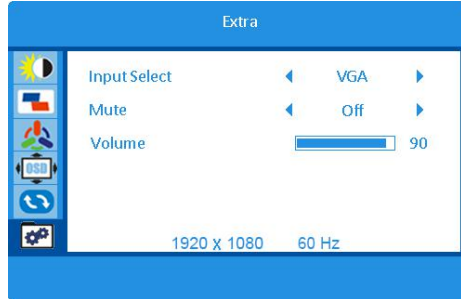 Extra
Input Select VGA
Mute Off
Volume 90
OSD
1920 x 1080 60 Hz